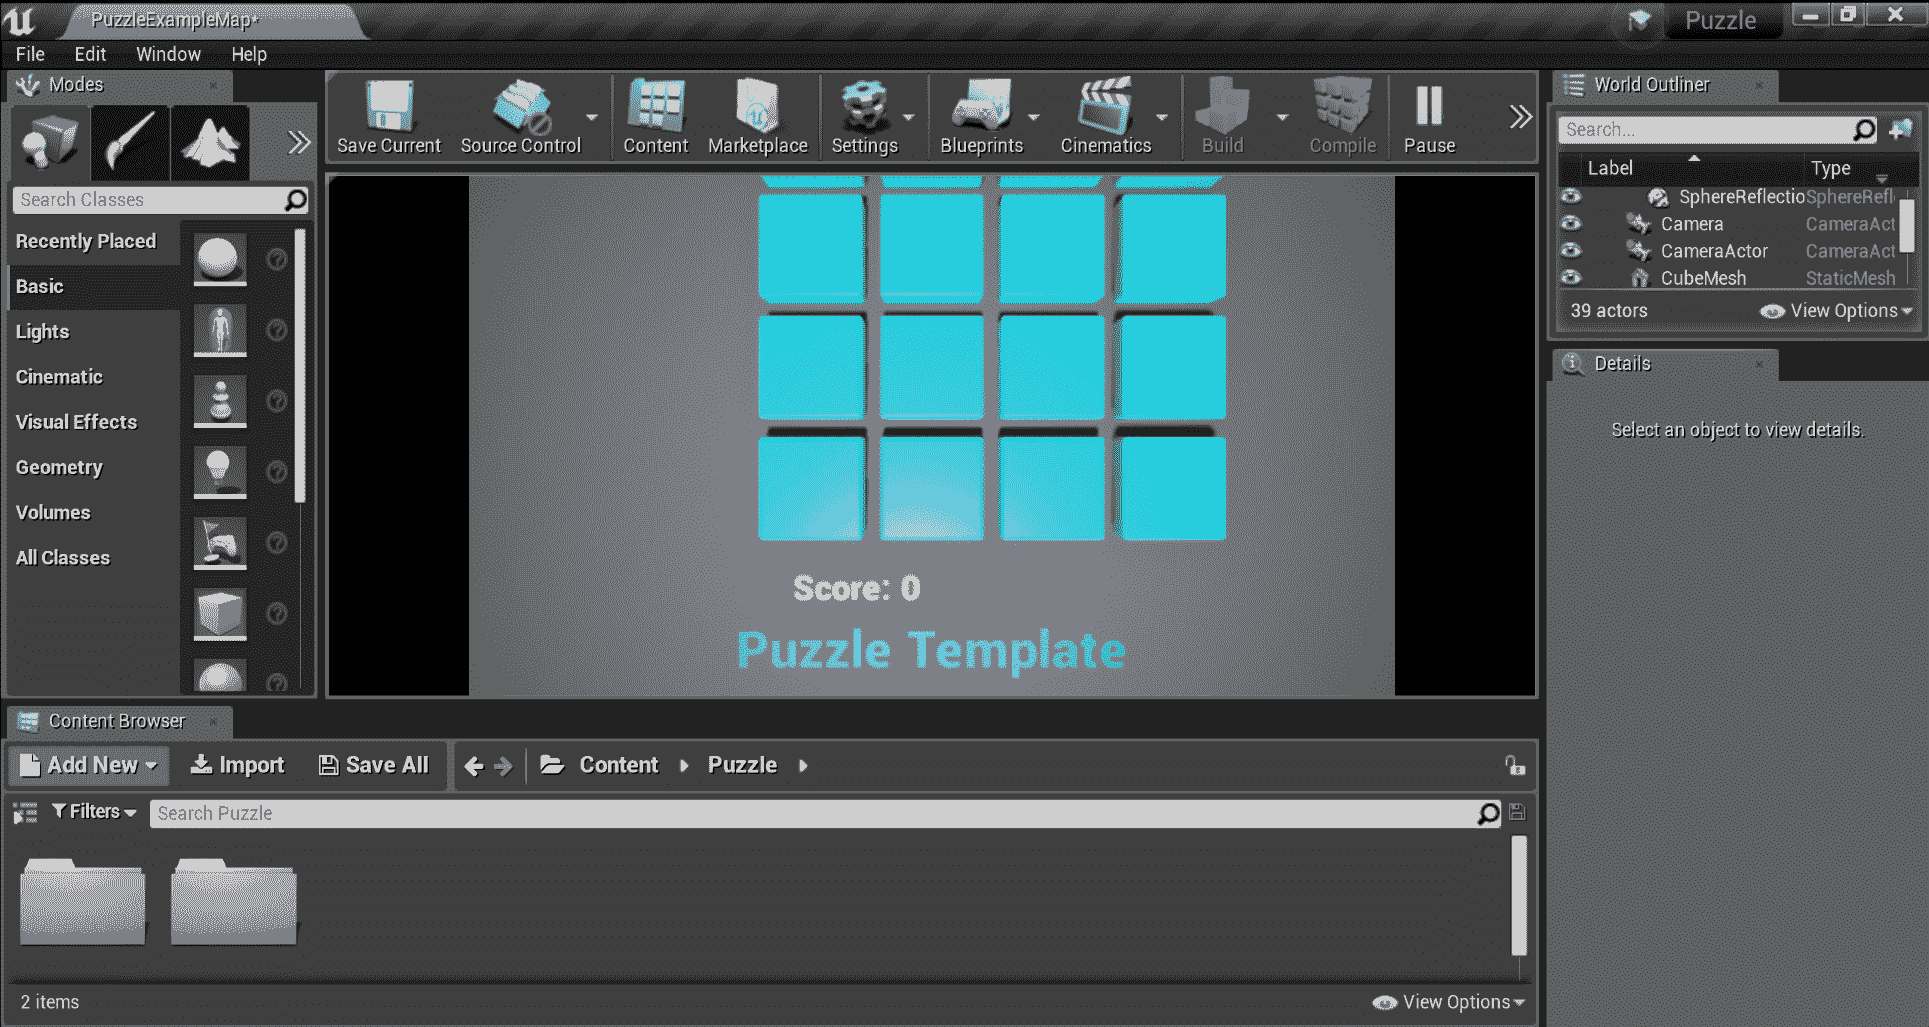 PuzzleExampleMap*
Puzzle
File Edit Window Help
Modes
Save Current
Source Control
Content
Marketplace
Settings
Blueprints
Cinematics
Build
Compile
Pause
Search Classes
Recently Placed
Basic
Lights
Cinematic
Visual Effects
Geometry
Volumes
All Classes
Score: 0
Puzzle Template
World Outliner
Search...
Label Type
SphereReflectio SphereRefl
Camera CameraAct
CameraActor CameraAct
CubeMesh StaticMesh
39 actors View Options
Details
Select an object to view details.
Content Browser
Add New Import Save All Content Puzzle
Filters Search Puzzle
2 items View Options